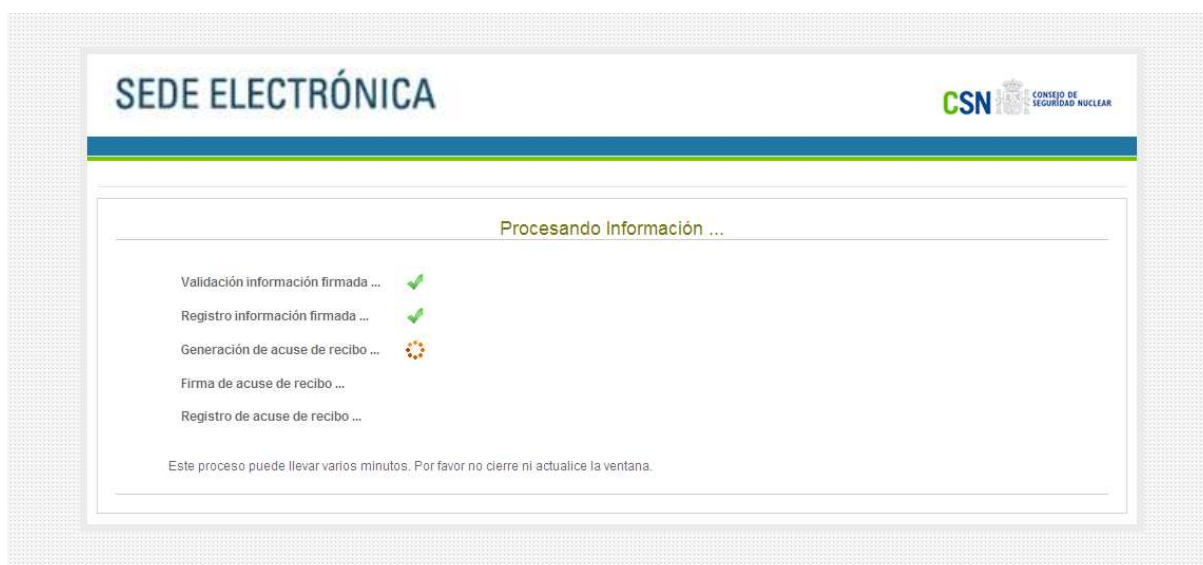 SEDE ELECTRÓNICA
CSN CONSEJO DE
SEGURIDAD NUCLEAR
Procesando Información ...
Validación información firmada ...
Registro información firmada ...
Generación de acuse de recibo ...
Firma de acuse de recibo ...
Registro de acuse de recibo ...
Este proceso puede llevar varios minutos. Por favor no cierre ni actualice la ventana.